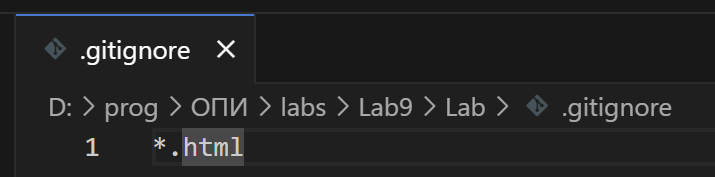 .gitignore
D: > prog > ОПИ > labs > Lab9 > Lab > .gitignore
1 *.html